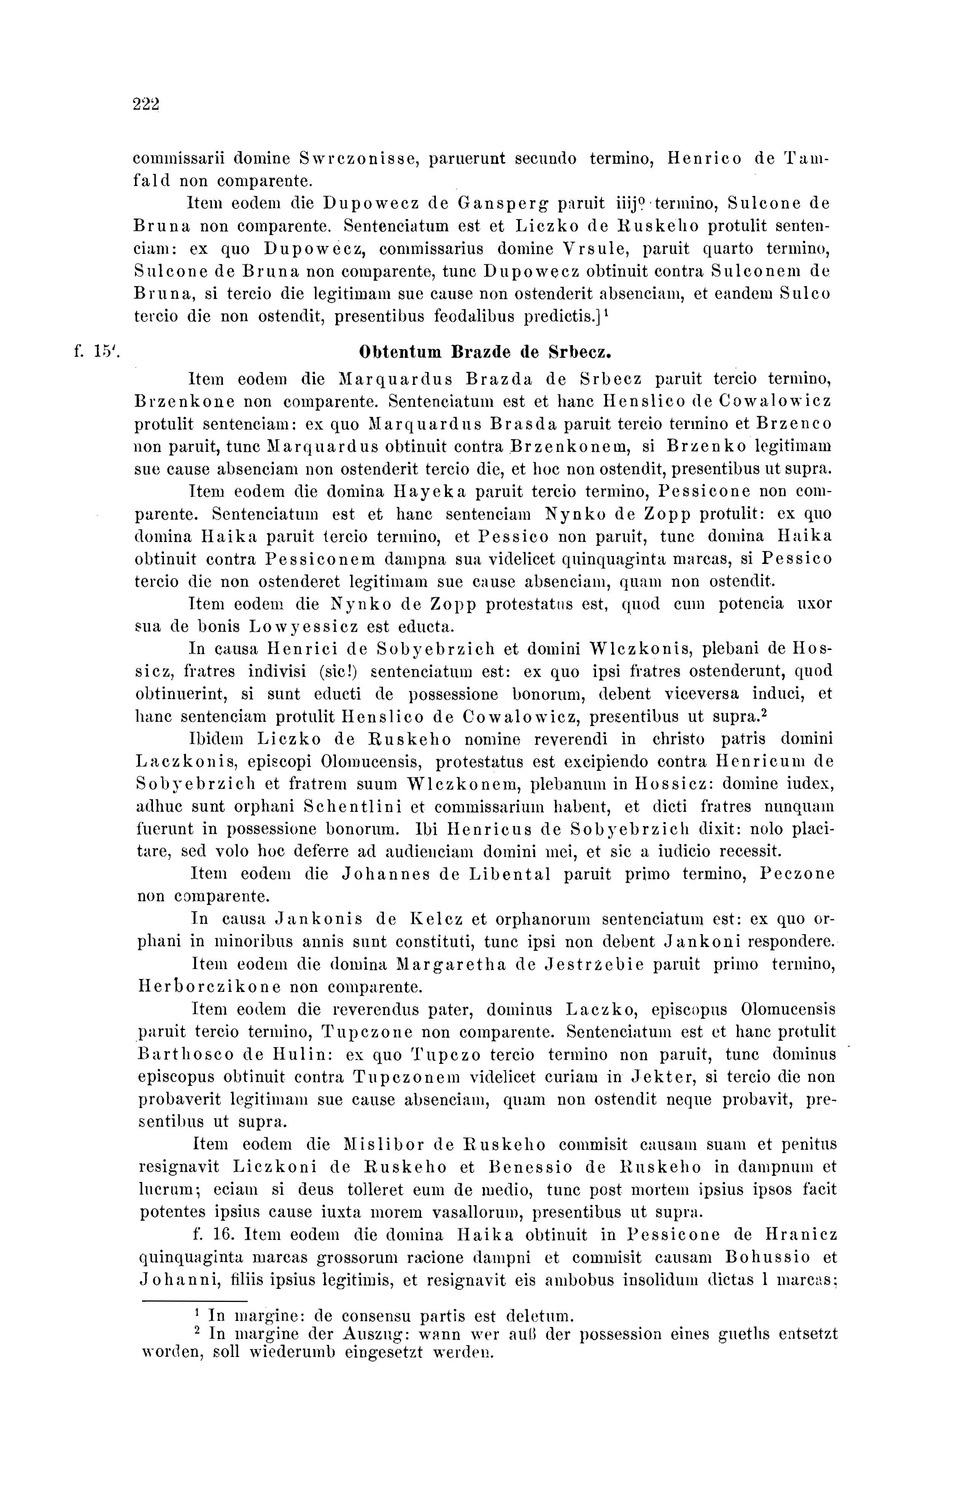 222
commissarii domine Swrczonisse, paruerunt secundo termino, Henrico de Tam-
fald non comparente.
Item eodem die Dupowecz de Gansperg paruit iiij° termino, Sulcone de
Bruna non comparente. Sentenciatum est et Liczko de Ruskeho protulit senten-
ciam: ex quo Dupowecz, commissarius domine Vrsule, paruit quarto termino,
Sulcone de Bruna non comparente, tunc Dupowecz obtinuit contra Sulconem de
Bruna, si tercio die legitimam sue cause non ostenderit absenciam, et eandem Sulco
tercio die non ostendit, presentibus feodalibus predictis.]¹
f. 15'. Obtentum Brazde de Srbecz.
Item eodem die Marquardus Brazda de Srbecz paruit tercio termino,
Brzenkone non comparente. Sentenciatum est et hanc Henslico de Cowalowicz
protulit sentenciam: ex quo Marquardus Brasda paruit tercio termino et Brzenco
non paruit, tunc Marquardus obtinuit contra Brzenkonem, si Brzenko legitimam
sue cause absenciam non ostenderit tercio die, et hoc non ostendit, presentibus ut supra.
Item eodem die domina Hayeka paruit tercio termino, Pessicone non com-
parente. Sentenciatum est et hanc sentenciam Nynko de Zopp protulit: ex quo
domina Haika paruit tercio termino, et Pessico non paruit, tunc domina Haika
obtinuit contra Pessiconem dampna sua videlicet quinquaginta marcas, si Pessico
tercio die non ostenderet legitimam sue cause absenciam, quam non ostendit.
Item eodem die Nynko de Zopp protestatus est, quod cum potencia uxor
sua de bonis Lowyessicz est educta.
In causa Henrici de Sobyebrzich et domini Wlczkonis, plebani de Hos-
sicz, fratres indivisi (sic!) sentenciatum est: ex quo ipsi fratres ostenderunt, quod
obtinuerint, si sunt educti de possessione bonorum, debent viceversa induci, et
hanc sentenciam protulit Henslico de Cowalowicz, presentibus ut supra.²
Ibidem Liczko de Ruskeho nomine reverendi in christo patris domini
Laczkonis, episcopi Olomucensis, protestatus est excipiendo contra Henricum de
Sobyebrzich et fratrem suum Wlczkonem, plebanum in Hossicz: domine iudex,
adhuc sunt orphani Schentlini et commissarium habent, et dicti fratres nunquam
fuerunt in possessione bonorum. Ibi Henricus de Sobyebrzich dixit: nolo placi-
tare, sed volo hoc deferre ad audienciam domini mei, et sic a iudicio recessit.
Item eodem die Johannes de Libental paruit primo termino, Peczone
non comparente.
In causa Jankonis de Kelcz et orphanorum sentenciatum est: ex quo or-
phani in minoribus annis sunt constituti, tunc ipsi non debent Jankoni respondere.
Item eodem die domina Margaretha de Jestrzebie paruit primo termino,
Herborczikone non comparente.
Item eodem die reverendus pater, dominus Laczko, episcopus Olomucensis
paruit tercio termino, Tupczone non comparente. Sentenciatum est et hanc protulit
Barthosco de Hulin: ex quo Tupczo tercio termino non paruit, tunc dominus
episcopus obtinuit contra Tupczonem videlicet curiam in Jekter, si tercio die non
probaverit legitimam sue cause absenciam, quam non ostendit neque probavit, pre-
sentibus ut supra.
Item eodem die Mislibor de Ruskeho commisit causam suam et penitus
resignavit Liczkoni de Ruskeho et Benessio de Ruskeho in dampnum et
lucrum; eciam si deus tolleret eum de medio, tunc post mortem ipsius ipsos facit
potentes ipsius cause iuxta morem vasallorum, presentibus ut supra.
f. 16. Item eodem die domina Haika obtinuit in Pessicone de Hranicz
quinquaginta marcas grossorum racione dampni et commisit causam Bohussio et
Johanni, filiis ipsius legitimis, et resignavit eis ambobus insolidum dictas l marcas;
¹ In margine: de consensu partis est deletum.
² In margine der Auszug: wann wer auß der possession eines gueths entsetzt
worden, soll wiederumb eingesetzt werden.